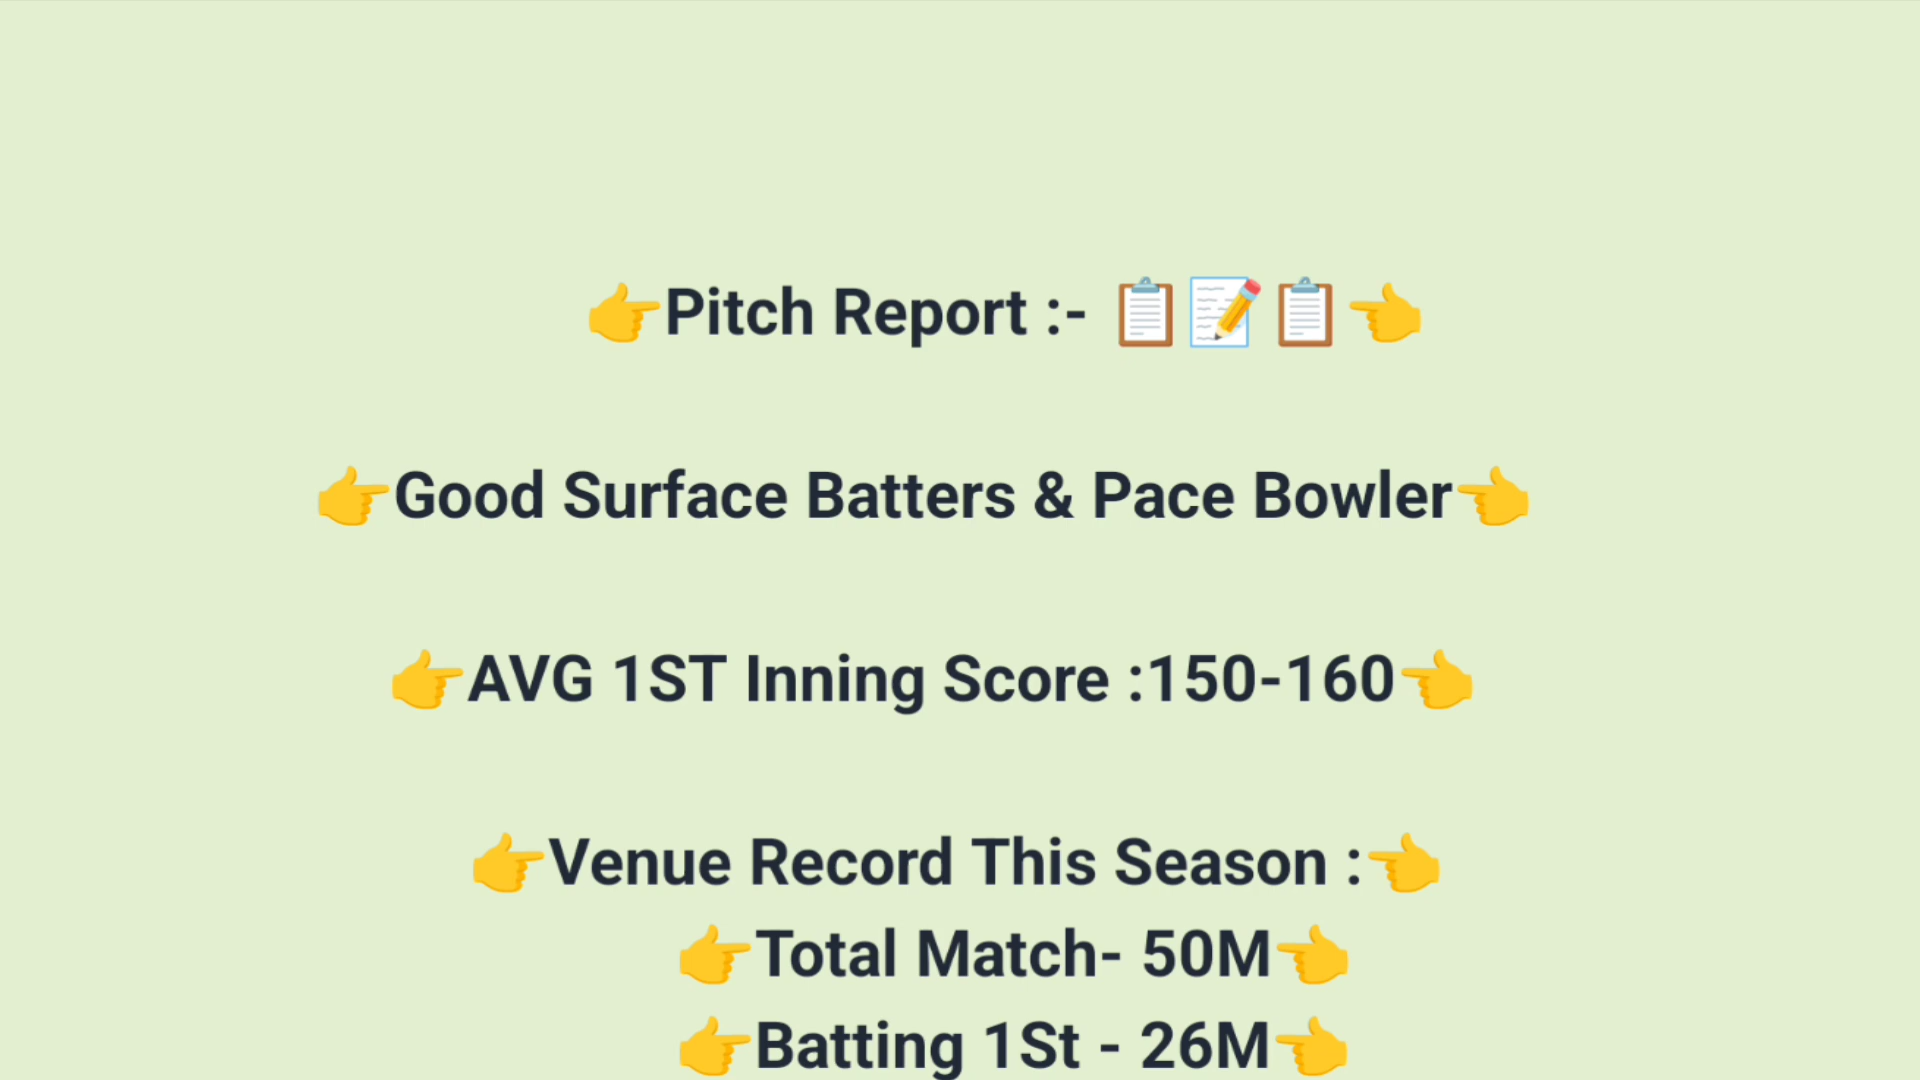 👉Pitch Report :- 📋📝📋👈
👉Good Surface Batters & Pace Bowler👈
👉AVG 1ST Inning Score :150-160👈
👉Venue Record This Season :👈
👉Total Match- 50M👈
👉Batting 1St - 26M👈